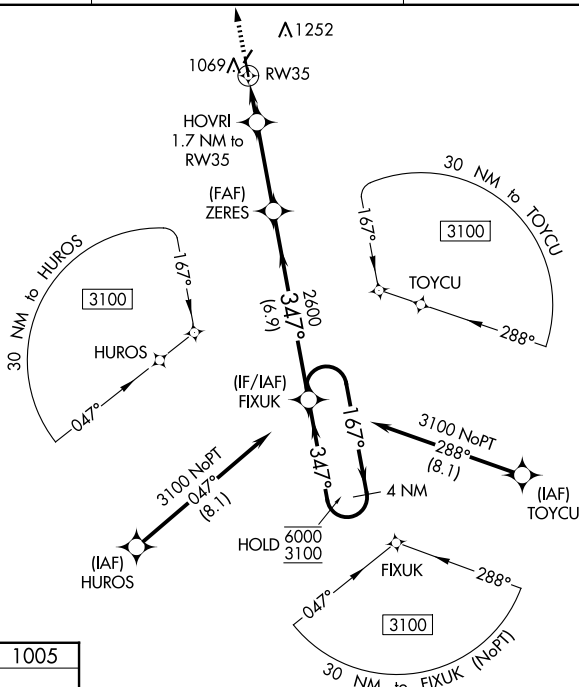 1252
1069
RW35
HOVRI
1.7 NM to
RW35
(FAF)
ZERES
30 NM to HUROS
3100
167°
HUROS
047°
30 NM to TOYCU
3100
167°
TOYCU
288°
2600
347°
(6.9)
(IF/IAF)
FIXUK
167°
347°
4 NM
HOLD
6000
3100
3100 NoPT
047°
(8.1)
(IAF)
HUROS
3100 NoPT
288°
(8.1)
(IAF)
TOYCU
FIXUK
047°
288°
3100
30 NM to FIXUK (NoPT)
1005